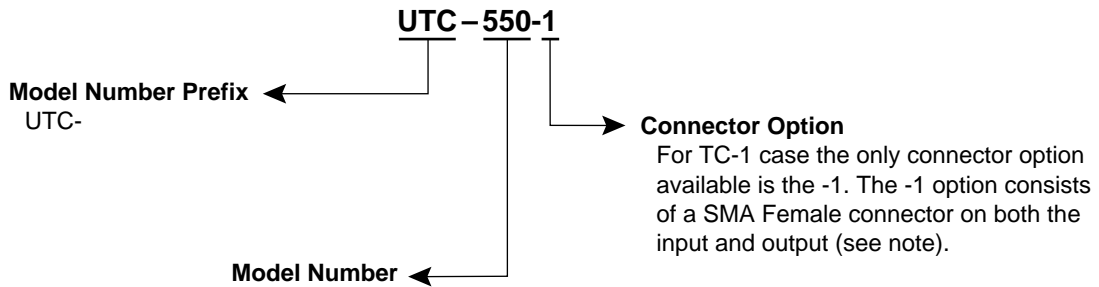 UTC – 550-1
Model Number Prefix
UTC-
Connector Option
For TC-1 case the only connector option
available is the -1. The -1 option consists
of a SMA Female connector on both the
input and output (see note).
Model Number